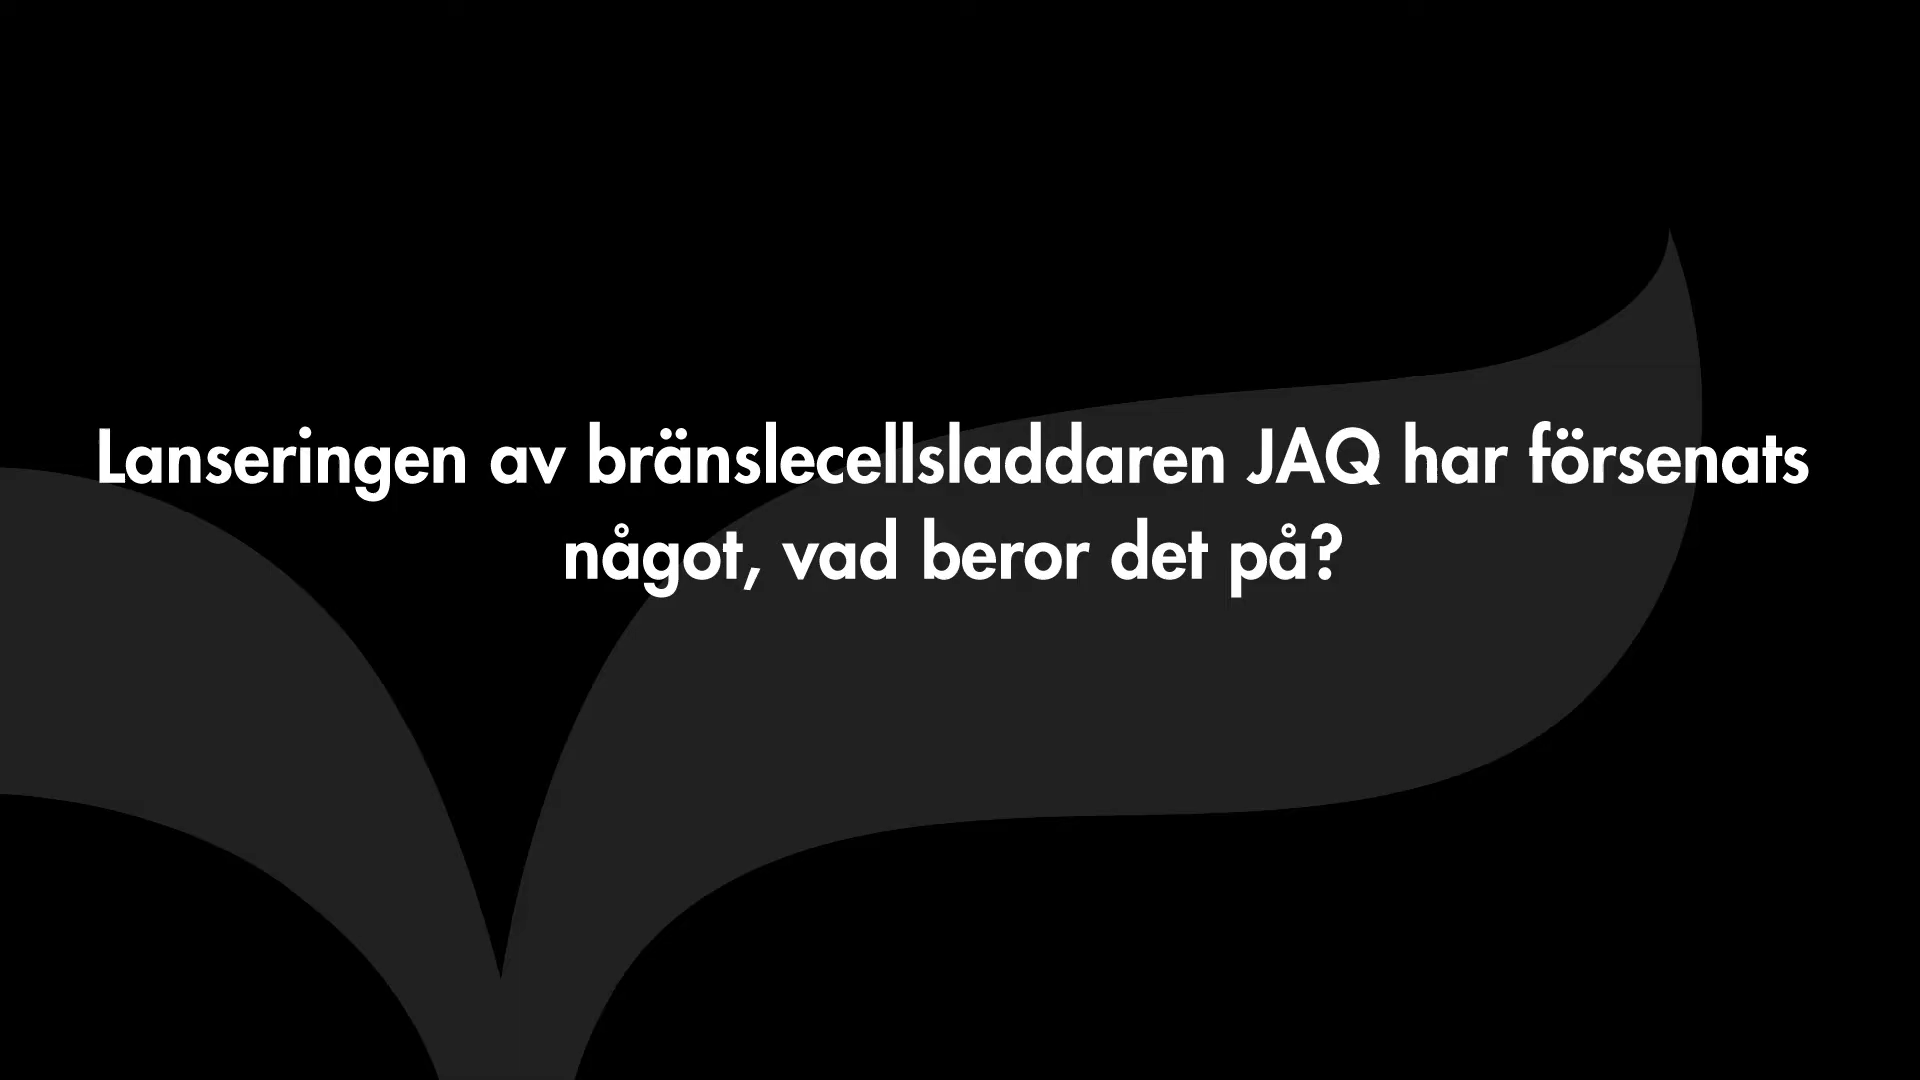 Lanseringen av bränslecellsladdaren JAQ har försenats
något, vad beror det på?